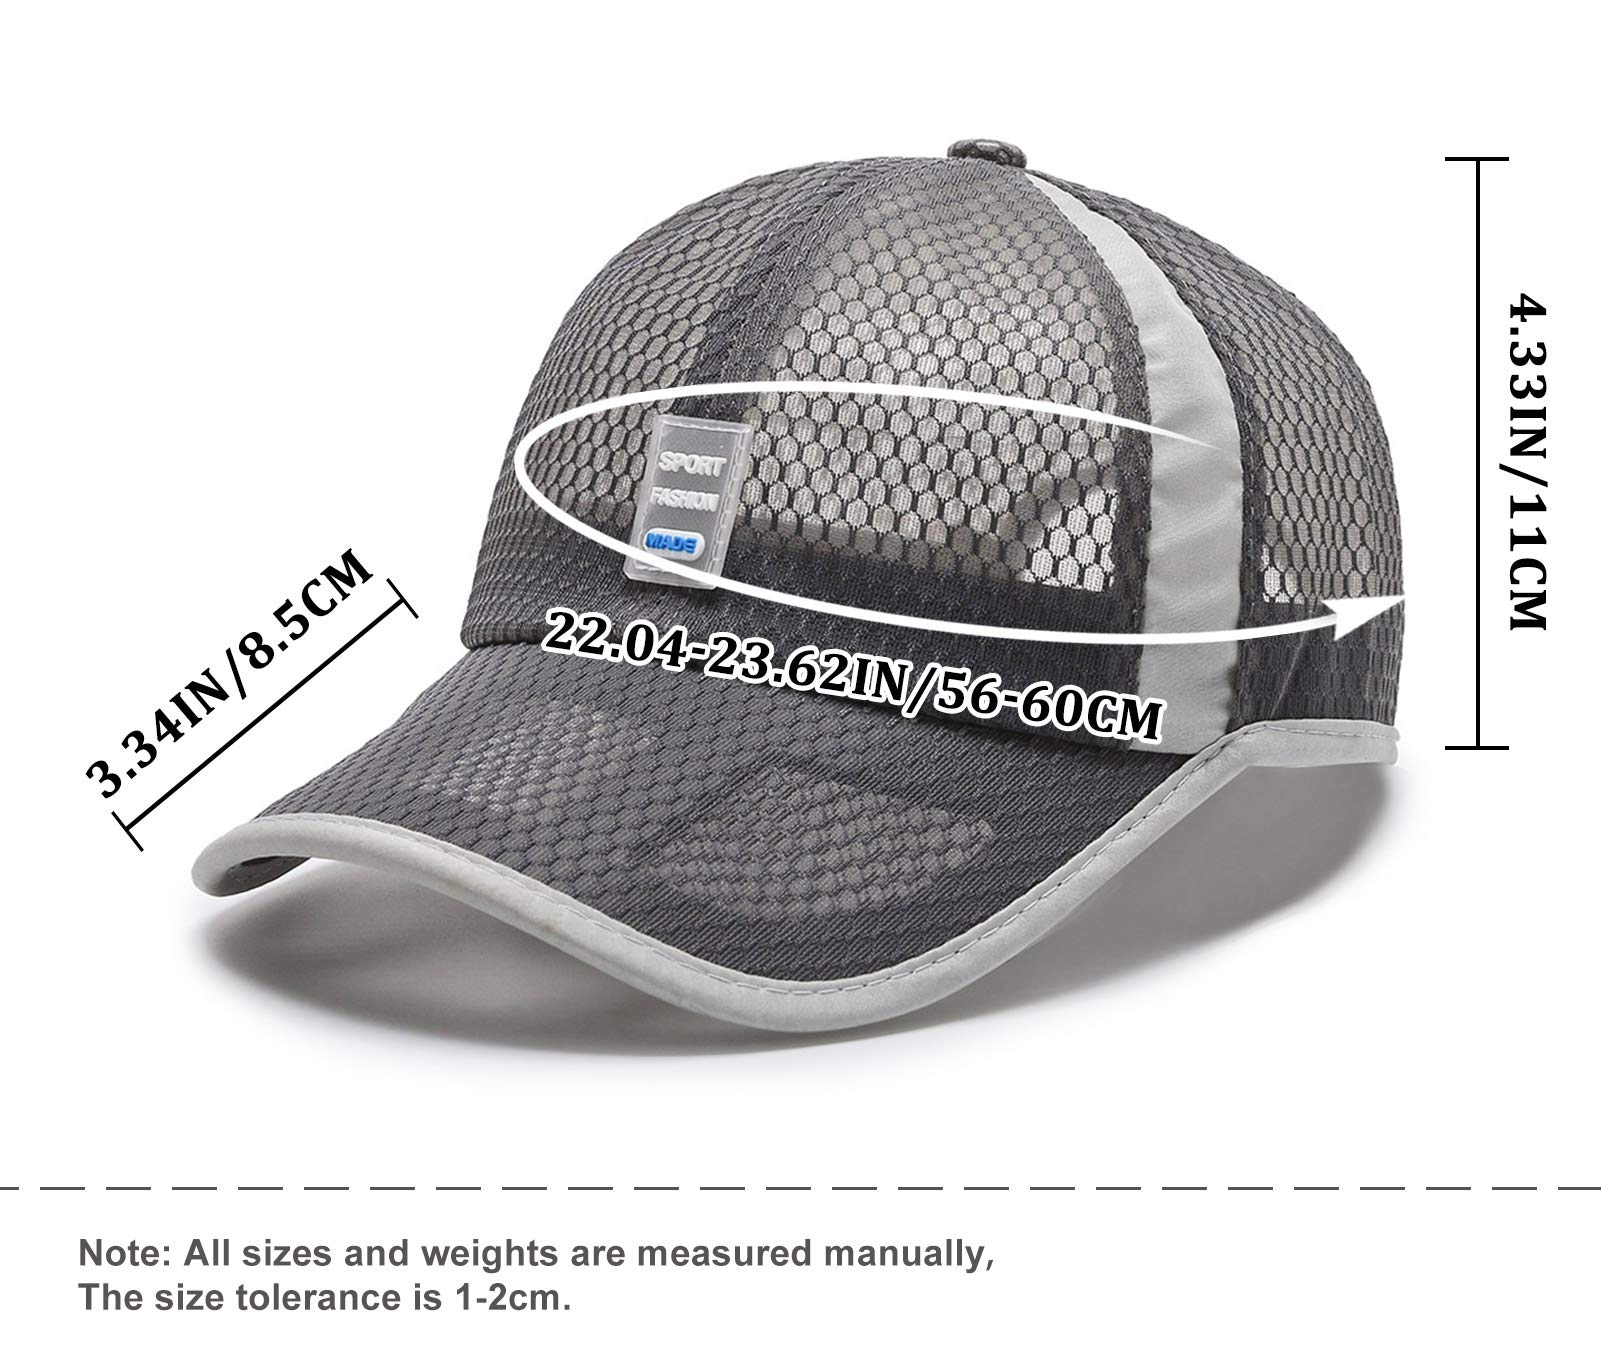 SPORT
FASHION
MADE
4.33IN/11CM
3.34IN/8.5CM
22.04-23.62IN/56-60CM
Note: All sizes and weights are measured manually,
The size tolerance is 1-2cm.